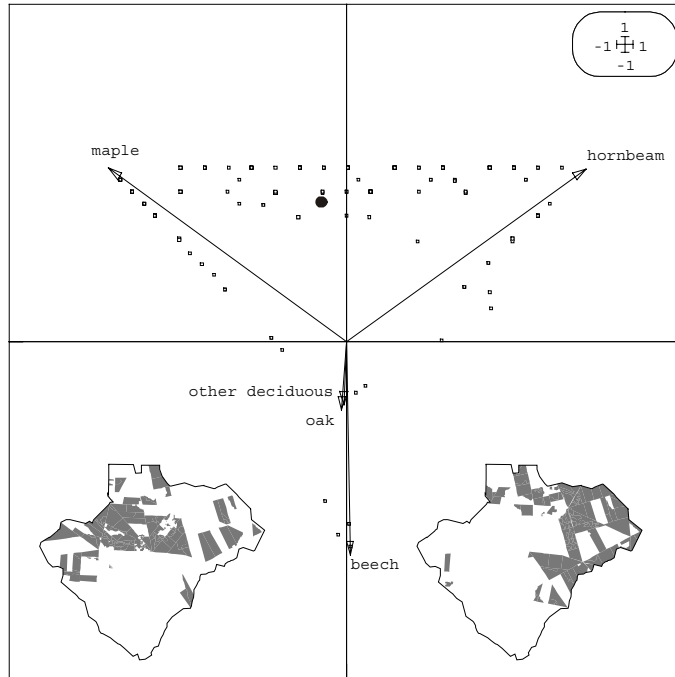 1
-1 1
-1
maple
hornbeam
other deciduous
oak
beech